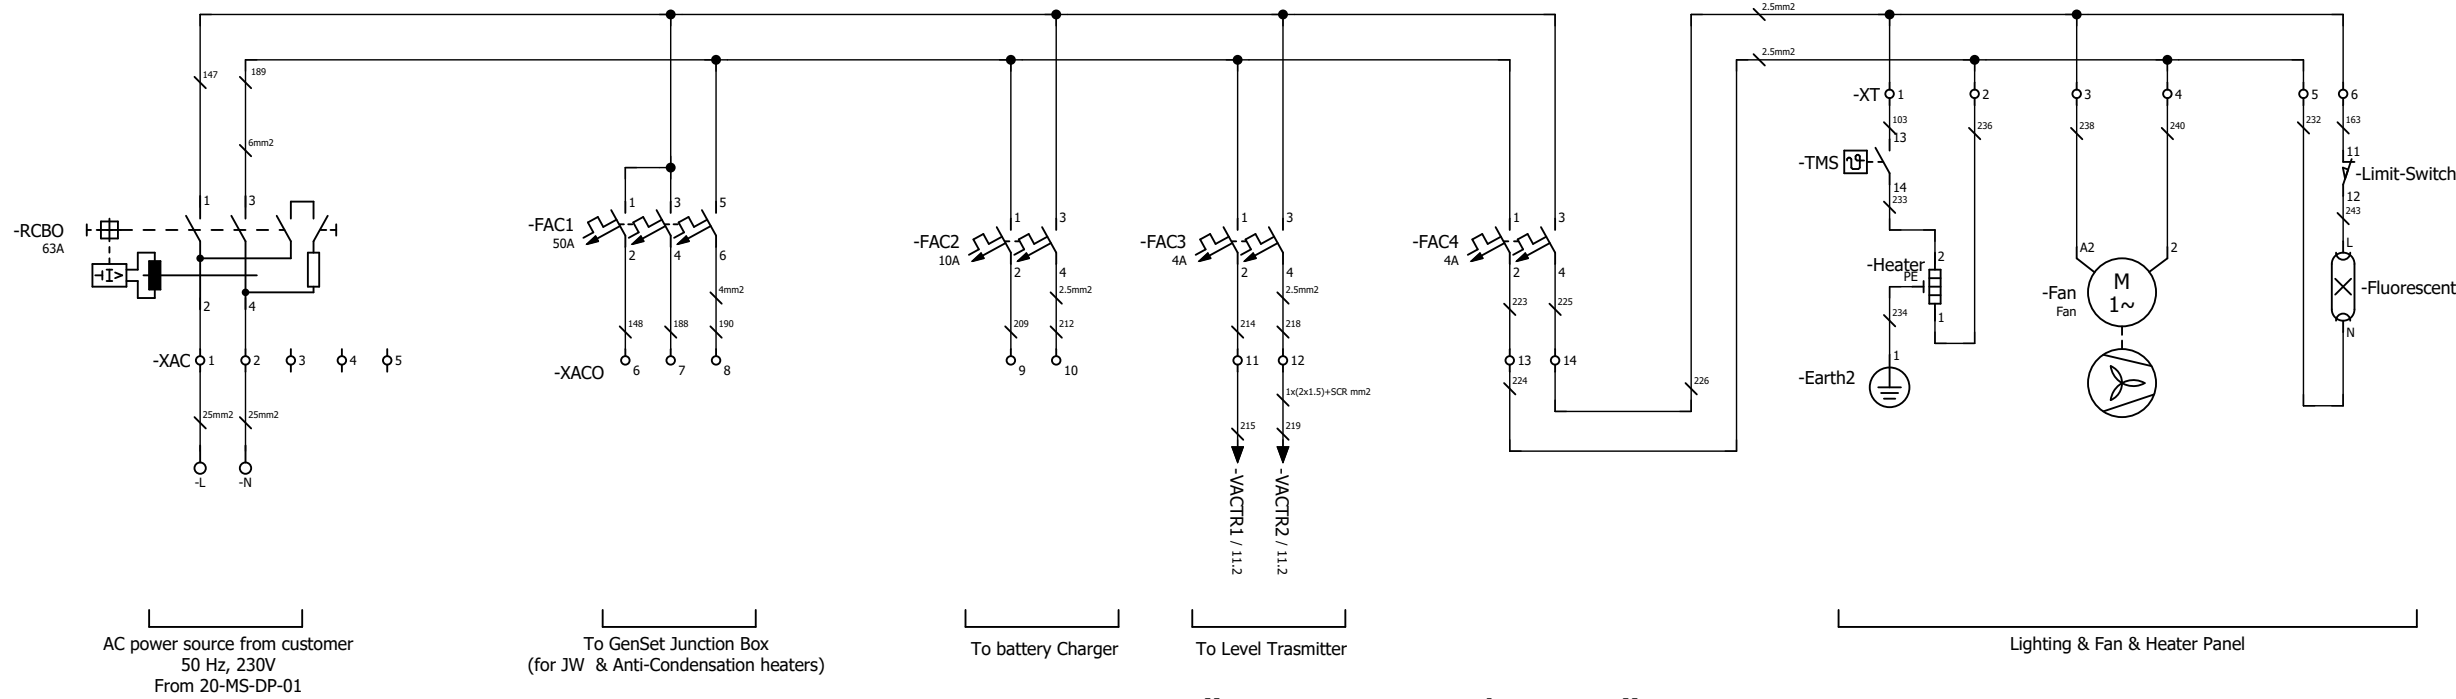 2.5mm2
2.5mm2
147
189
6mm2
-XT 1 2 3 4 5 6
103
236
238
240
232
163
13
11
-TMS
-Limit-Switch
14
12
233
243
1 3
-RCBO
63A
I>
2 4
1 3 5
-FAC1
50A
2 4 6
4mm2
148 188 190
1 3
-FAC2
10A
2 4
2.5mm2
209 212
1 3
-FAC3
4A
2 4
2.5mm2
214 218
1 3
-FAC4
4A
2 4
223 225
L
A2 2
2
-Heater
PE
M
1~
-Fan
Fan
-Fluorescent
234
1
N
-XAC 1 2 3 4 5
-XACO 6 7 8
9 10
11 12
13 14
1
-Earth2
224
226
1x(2x1.5)+SCR mm2
25mm2 25mm2
215 219
-L -N
-VACTR1 / 11.2
-VACTR2 / 11.2
AC power source from customer
50 Hz, 230V
From 20-MS-DP-01
To GenSet Junction Box
(for JW & Anti-Condensation heaters)
To battery Charger
To Level Trasmitter
Lighting & Fan & Heater Panel